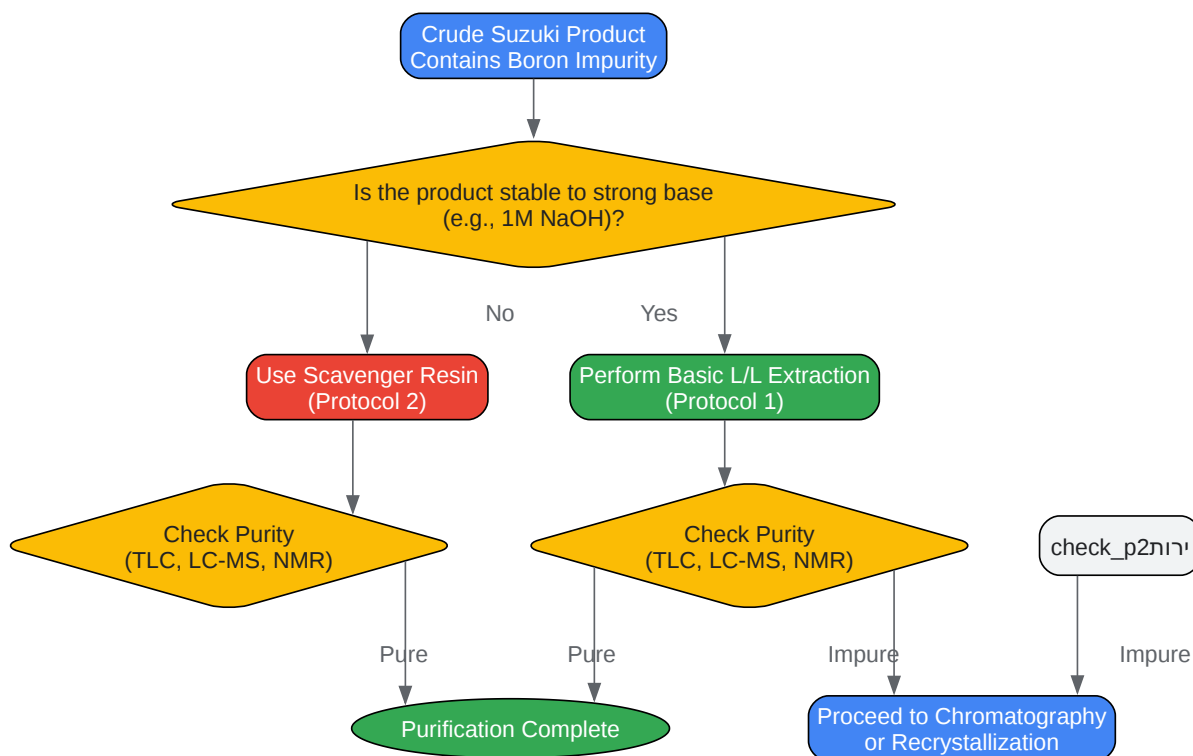 Crude Suzuki Product
Contains Boron Impurity
Is the product stable to strong base
(e.g., 1M NaOH)?
No
Yes
Use Scavenger Resin
(Protocol 2)
Perform Basic L/L Extraction
(Protocol 1)
Check Purity
(TLC, LC-MS, NMR)
Check Purity
(TLC, LC-MS, NMR)
check_p2ירות
Pure
Pure
Impure
Impure
Purification Complete
Proceed to Chromatography
or Recrystallization